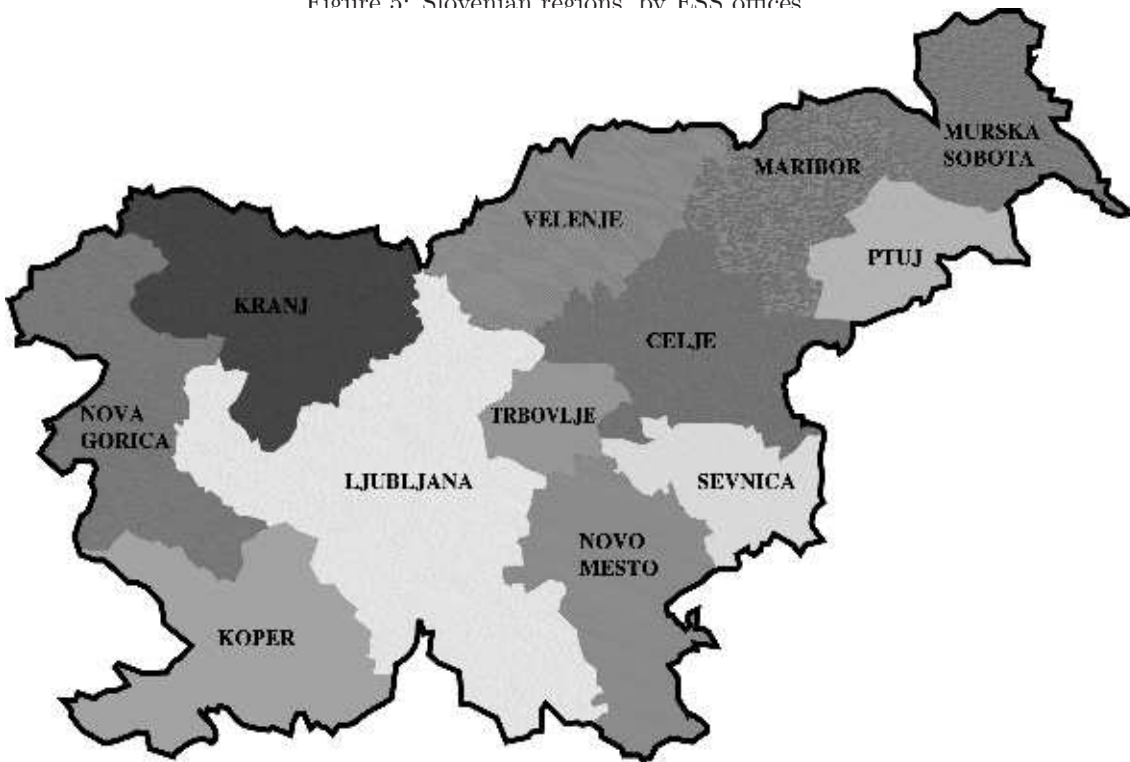 Figure 5: Slovenian regions, by ESS offices
MURSKA
SOBOTA
MARIBOR
VELENJE
PTUJ
KRANJ
CELJE
NOVA
GORICA
TRBOVLJE
LJUBLJANA
SEVNICA
NOVO
MESTO
KOPER